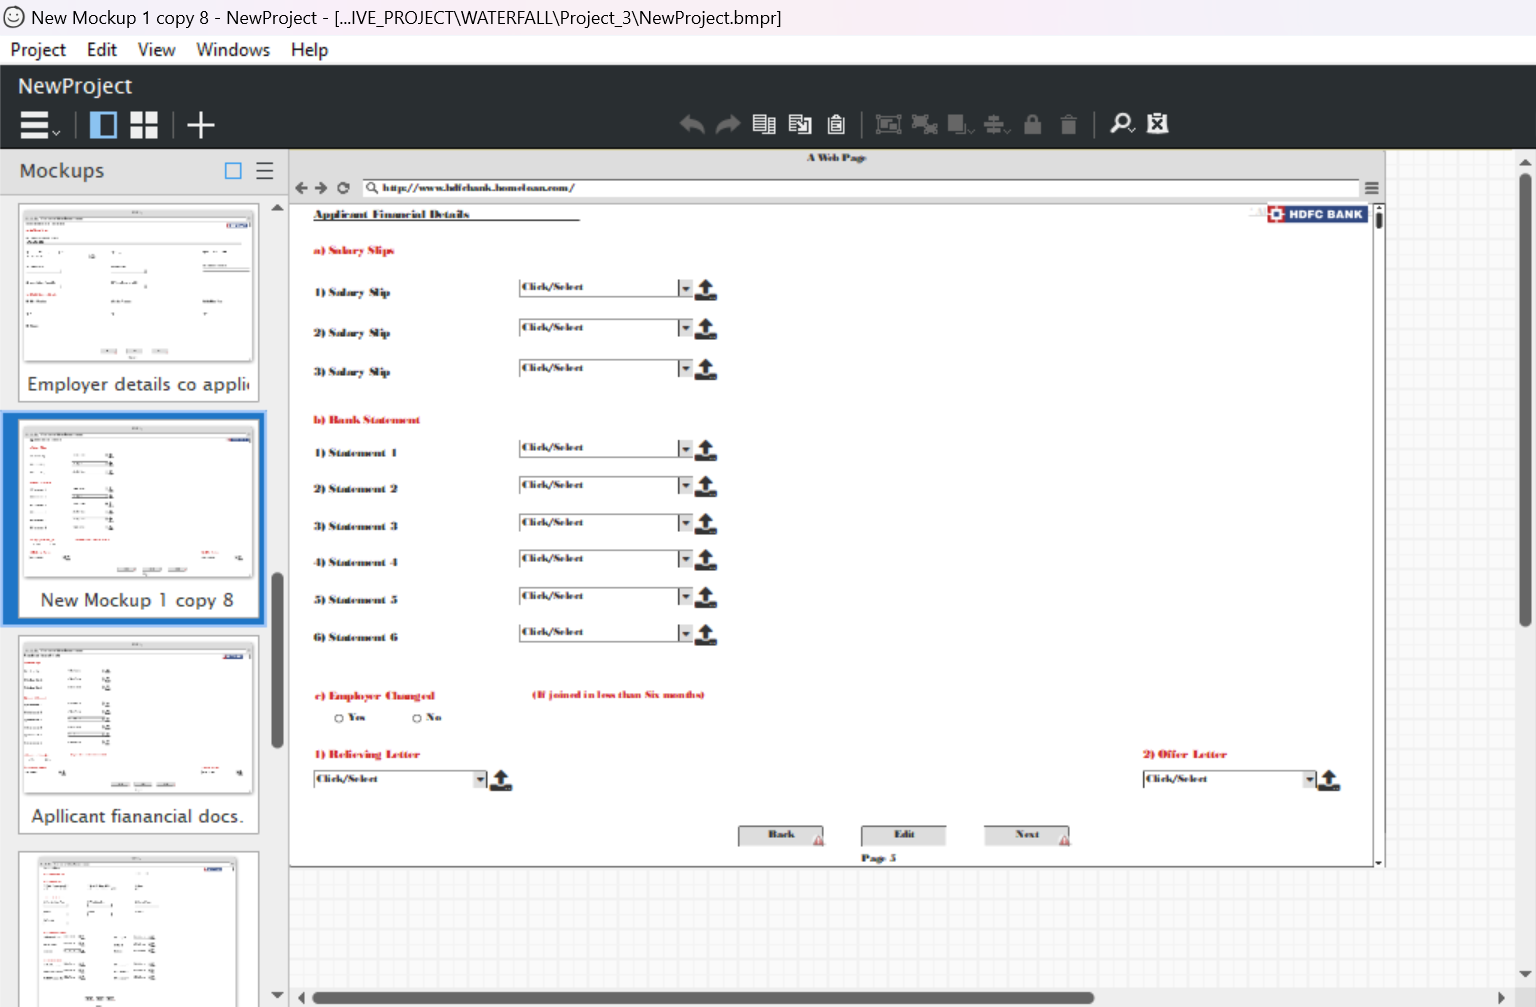 New Mockup 1 copy 8 - NewProject - [...IVE_PROJECT\WATERFALL\Project_3\NewProject.bmpr]
Project Edit View Windows Help
NewProject
Mockups
Employer details co appli
New Mockup 1 copy 8
Apllicant fianancial docs.
A Web Page
http://www.hdfcbank.homeloan.com/
Applicant Financial Details
HDFC BANK
a) Salary Slips
1) Salary Slip Click/Select
2) Salary Slip Click/Select
3) Salary Slip Click/Select
b) Bank Statement
1) Statement 1 Click/Select
2) Statement 2 Click/Select
3) Statement 3 Click/Select
4) Statement 4 Click/Select
5) Statement 5 Click/Select
6) Statement 6 Click/Select
c) Employer Changed (If joined in less than Six months)
Yes No
1) Relieving Letter 2) Offer Letter
Click/Select Click/Select
Back Edit Next
Page 5